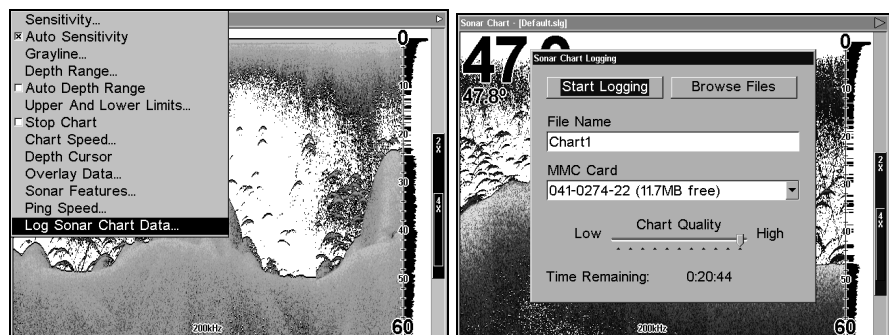 Sensitivity...
Auto Sensitivity
Grayline...
Depth Range...
Auto Depth Range
Upper And Lower Limits...
Stop Chart
Chart Speed...
Depth Cursor
Overlay Data...
Sonar Features...
Ping Speed...
Log Sonar Chart Data...
0
10
20
30
40
50
60
2X
4X
200kHz
Sonar Chart - [Default.slg]
47.8º
Sonar Chart Logging
Start Logging
Browse Files
File Name
Chart1
MMC Card
041-0274-22 (11.7MB free)
Chart Quality
Low
High
Time Remaining: 0:20:44
0
10
20
30
40
50
60
2X
4X
200kHz